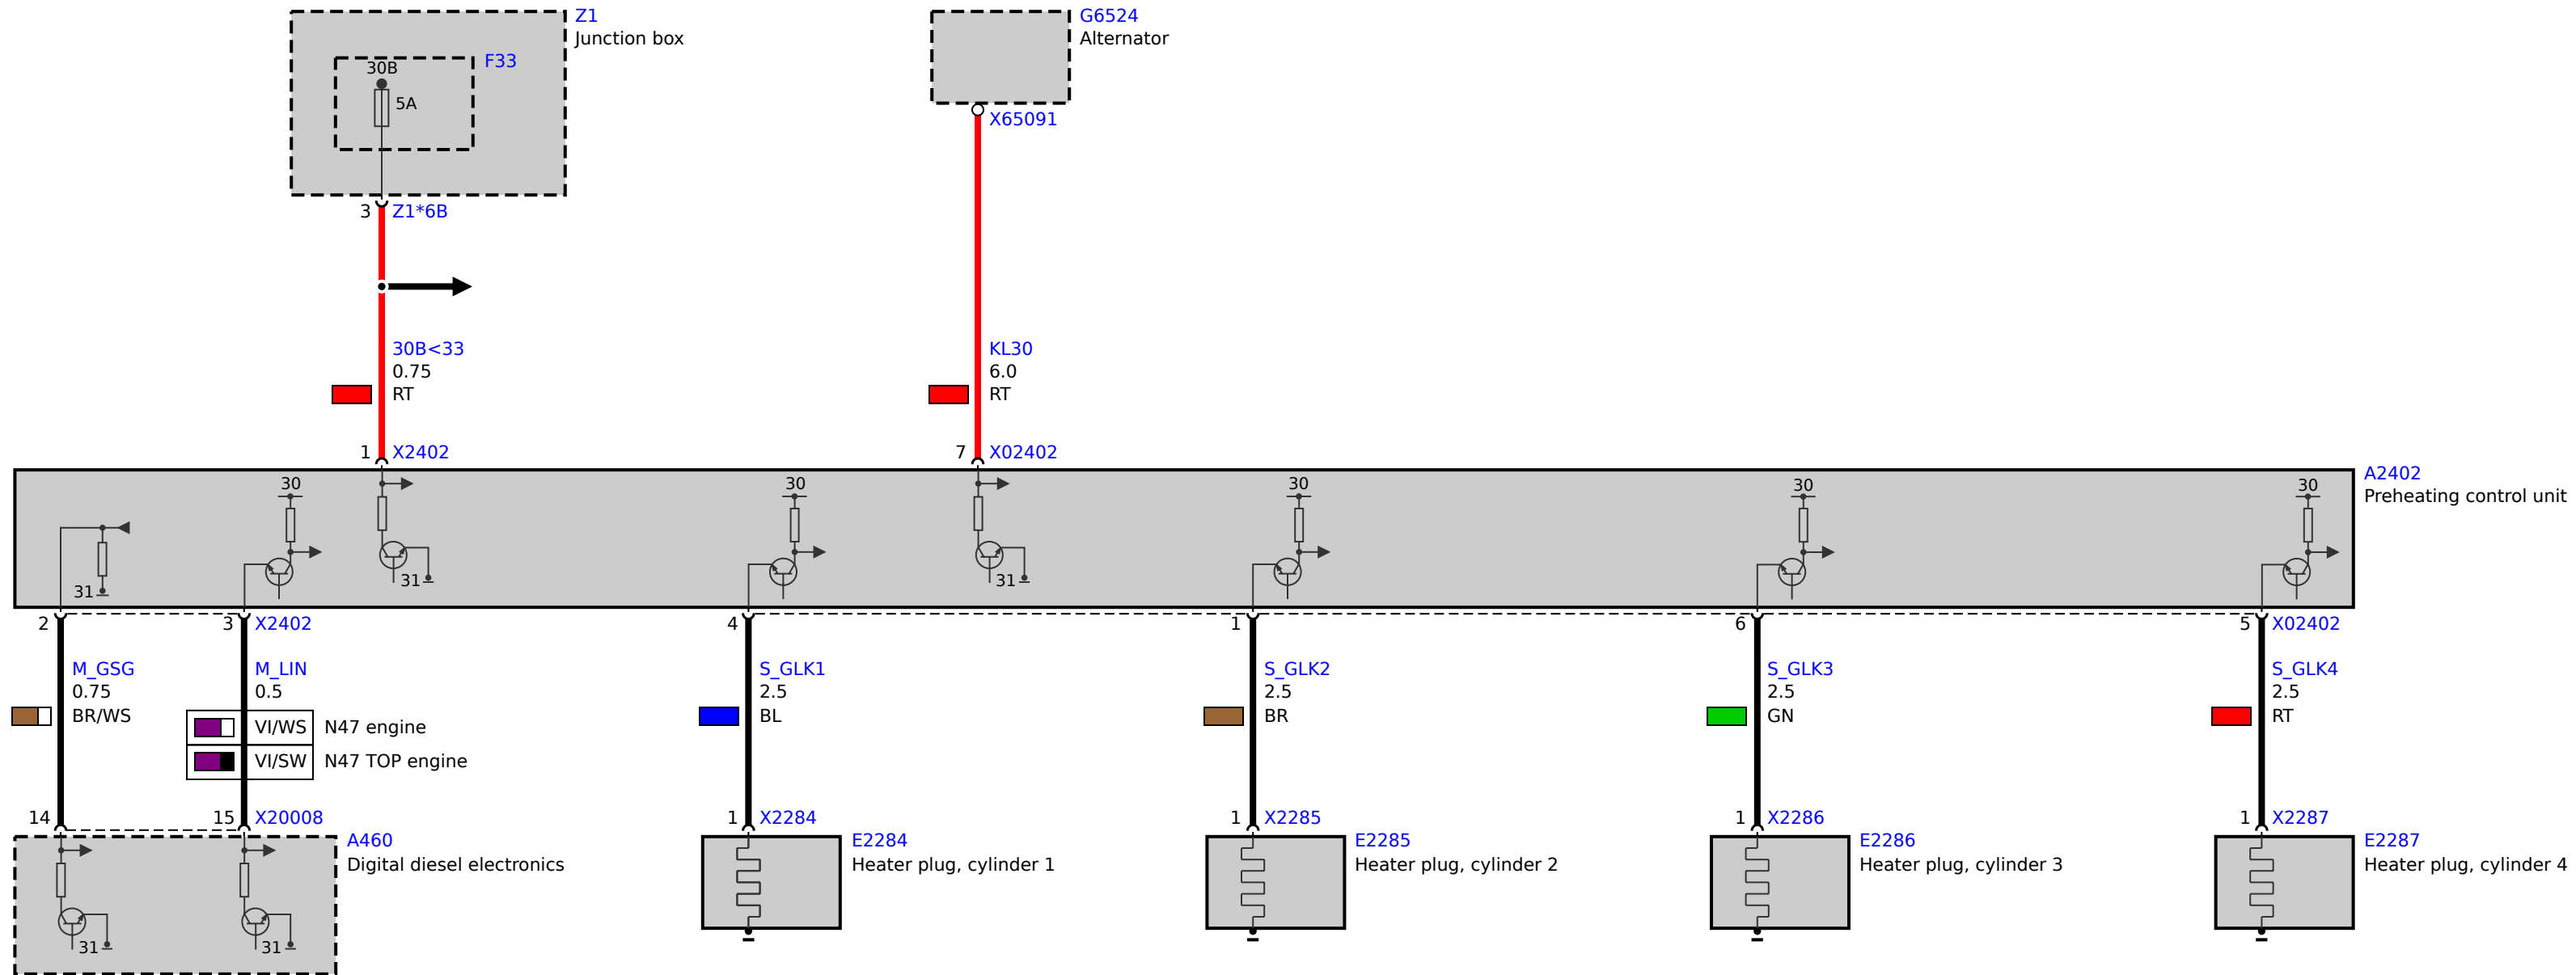 Z1
Junction box
F33
30B
5A
G6524
Alternator
X65091
3 Z1*6B
30B<33
0.75
RT
KL30
6.0
RT
1 X2402
7 X02402
A2402
Preheating control unit
30
30
30
30
30
31
31
31
2
3 X2402
4
1
6
5 X02402
M_GSG
0.75
BR/WS
M_LIN
0.5
VI/WS N47 engine
VI/SW N47 TOP engine
S_GLK1
2.5
BL
S_GLK2
2.5
BR
S_GLK3
2.5
GN
S_GLK4
2.5
RT
14
15 X20008
1 X2284
1 X2285
1 X2286
1 X2287
A460
Digital diesel electronics
31
31
E2284
Heater plug, cylinder 1
E2285
Heater plug, cylinder 2
E2286
Heater plug, cylinder 3
E2287
Heater plug, cylinder 4